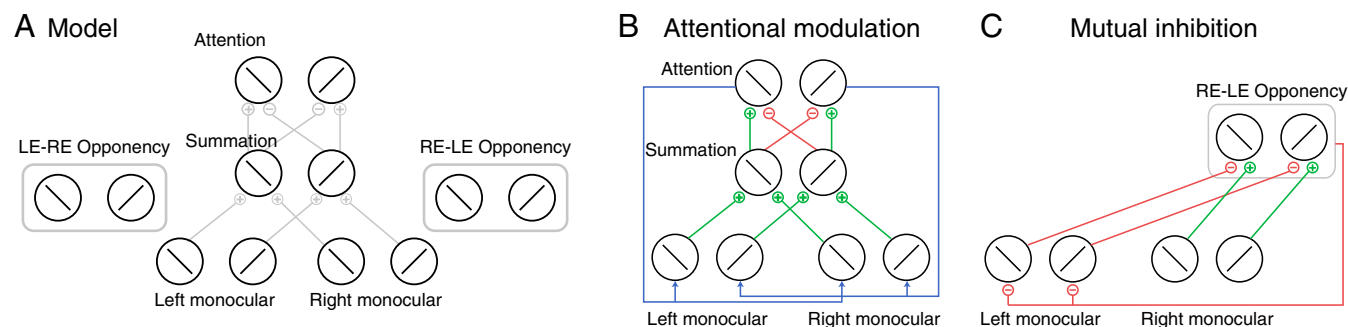 A Model
Attention
Summation
LE-RE Opponency
RE-LE Opponency
Left monocular
Right monocular
B Attentional modulation
Attention
Summation
Left monocular
Right monocular
C Mutual inhibition
RE-LE Opponency
Left monocular
Right monocular